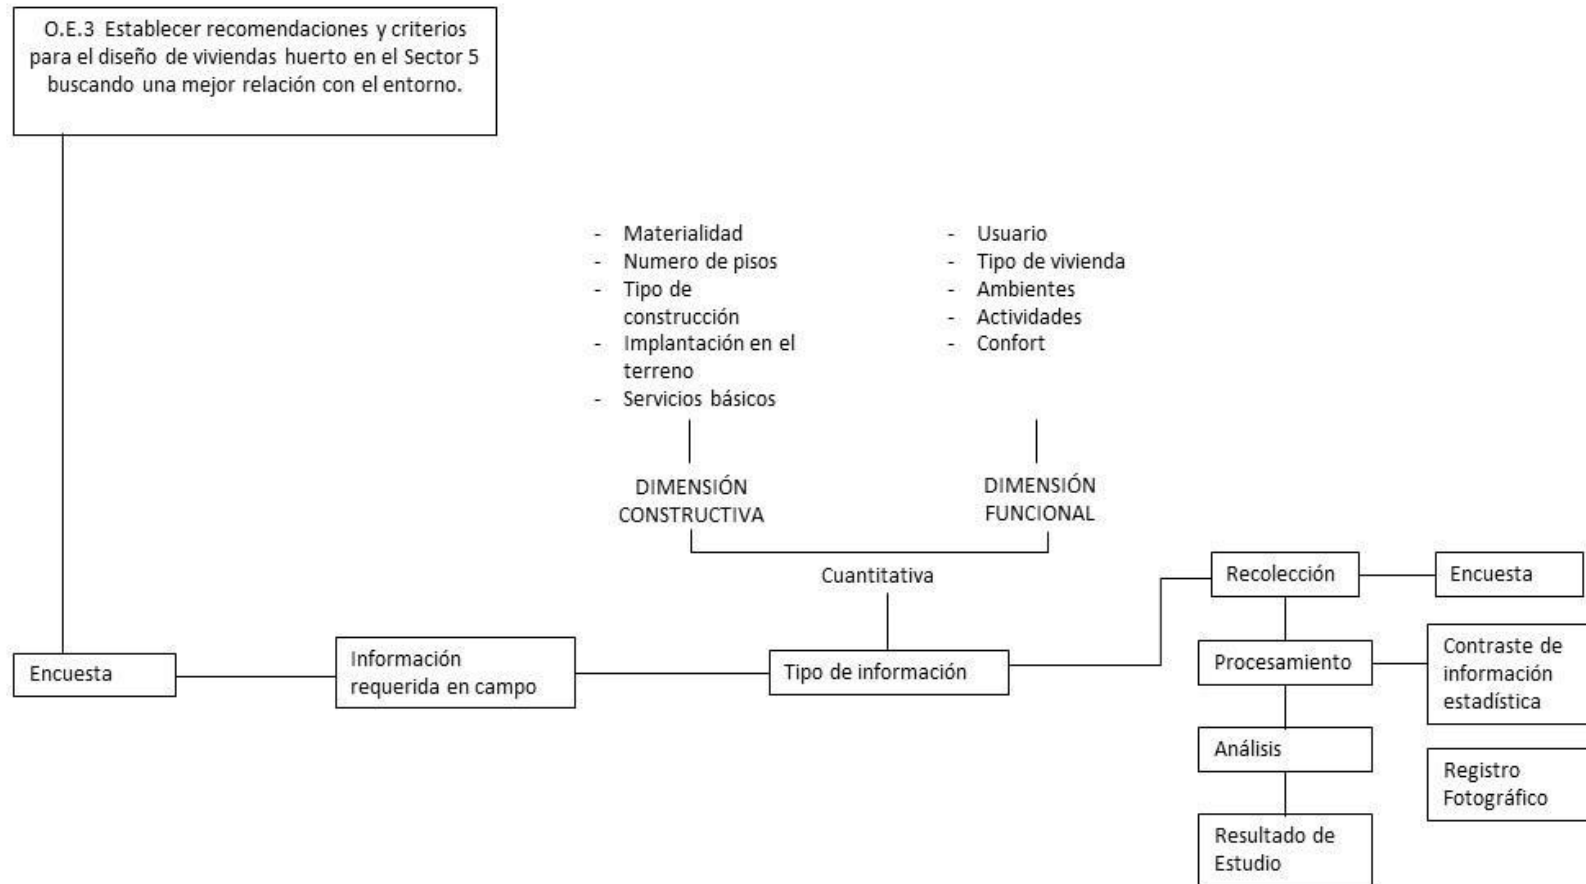 O.E.3 Establecer recomendaciones y criterios
para el diseño de viviendas huerto en el Sector 5
buscando una mejor relación con el entorno.
- Materialidad
- Numero de pisos
- Tipo de
construcción
- Implantación en el
terreno
- Servicios básicos
- Usuario
- Tipo de vivienda
- Ambientes
- Actividades
- Confort
DIMENSIÓN
CONSTRUCTIVA
DIMENSIÓN
FUNCIONAL
Cuantitativa
Encuesta
Información
requerida en campo
Tipo de información
Recolección
Encuesta
Procesamiento
Contraste de
información
estadística
Análisis
Registro
Fotográfico
Resultado de
Estudio